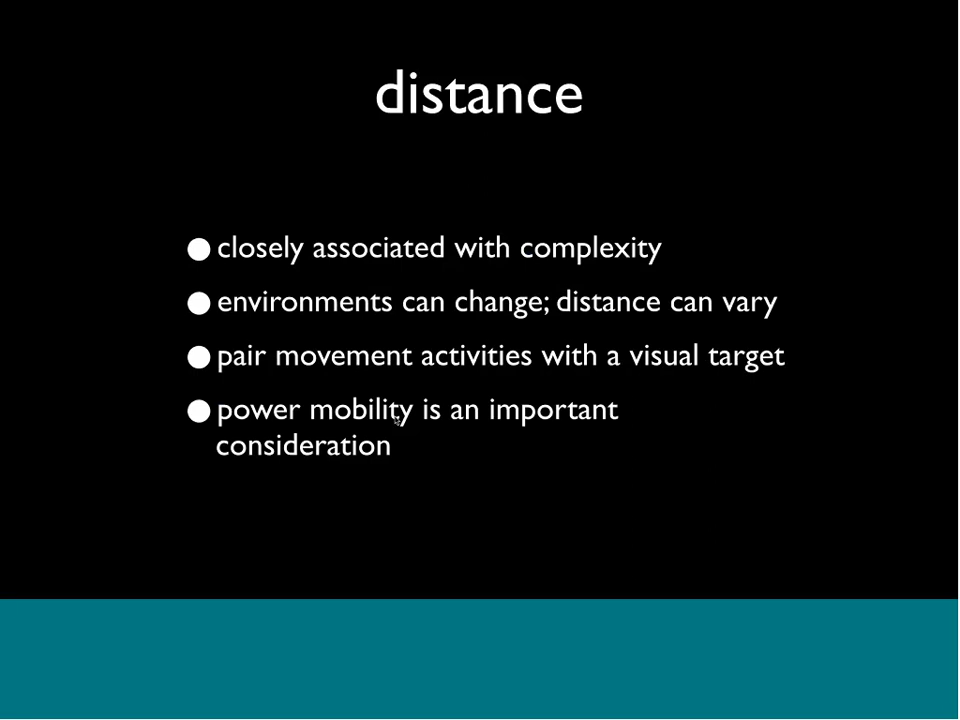 distance
● closely associated with complexity
● environments can change; distance can vary
● pair movement activities with a visual target
● power mobility is an important
consideration